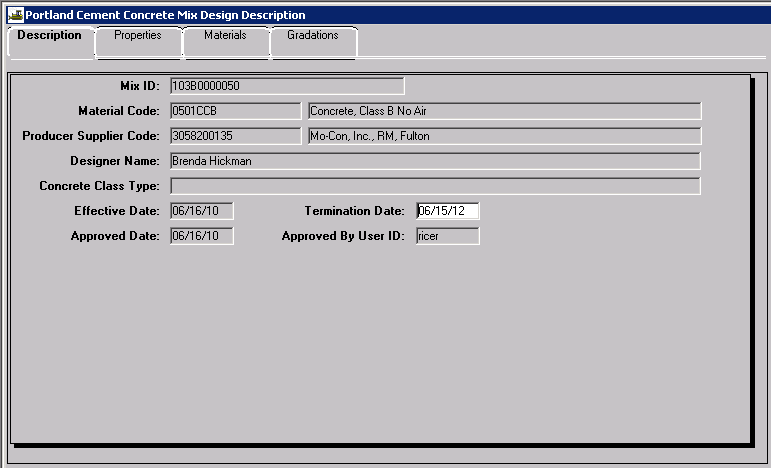 Portland Cement Concrete Mix Design Description
Description Properties Materials Gradations
Mix ID: 103B0000050
Material Code: 0501CCB Concrete, Class B No Air
Producer Supplier Code: 3058200135 Mo-Con, Inc., RM, Fulton
Designer Name: Brenda Hickman
Concrete Class Type:
Effective Date: 06/16/10 Termination Date: 06/15/12
Approved Date: 06/16/10 Approved By User ID: ricer